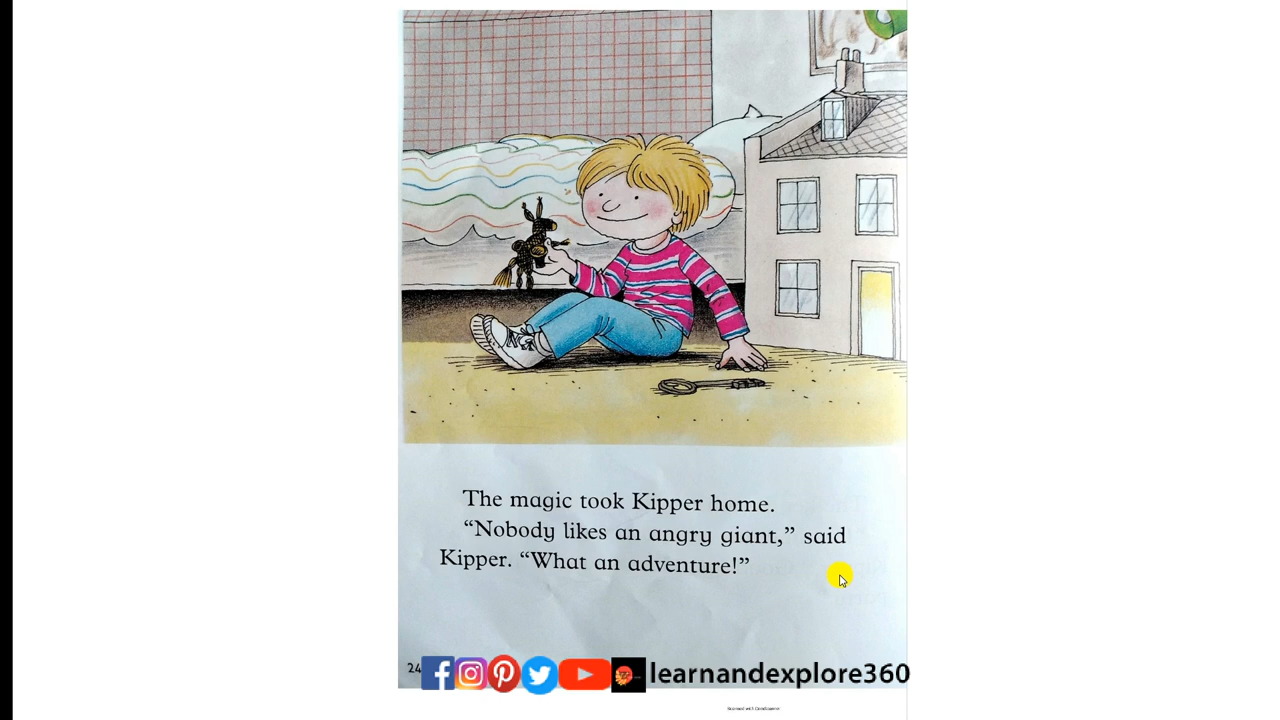 The magic took Kipper home.
“Nobody likes an angry giant,” said
Kipper. “What an adventure!”
24
learnandexplore360